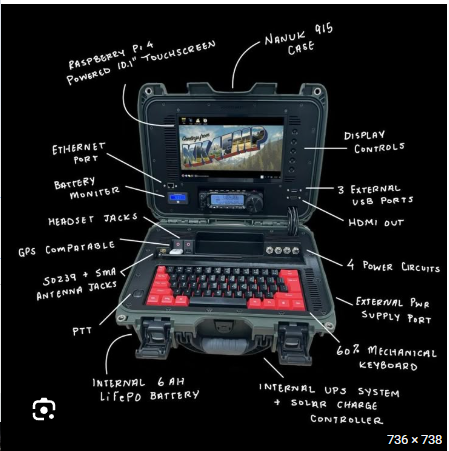 NANUK 915
CASE
RASPBERRY Pi 4
POWERED 10.1" TOUCHSCREEN
Greetings from
DISPLAY
CONTROLS
ETHERNET
PORT
BATTERY
MONITOR
3 EXTERNAL
USB PORTS
HDMI OUT
HEADSET JACKS
GPS COMPATABLE
SO239 + SMA
ANTENNA JACKS
4 POWER CIRCUITS
PTT
EXTERNAL PWR
SUPPLY PORT
60% MECHANICAL
KEYBOARD
INTERNAL 6 AH
LiFePO BATTERY
INTERNAL UPS SYSTEM
+ SOLAR CHARGE
CONTROLLER
736 × 738